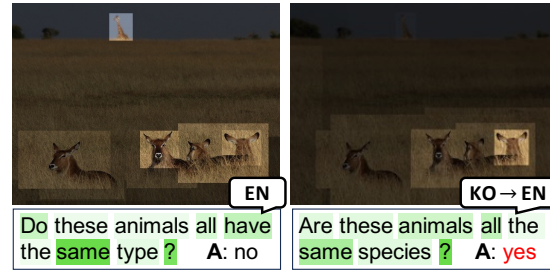 EN
Do these animals all have
the same type ? A: no
KO → EN
Are these animals all the
same species ? A: yes